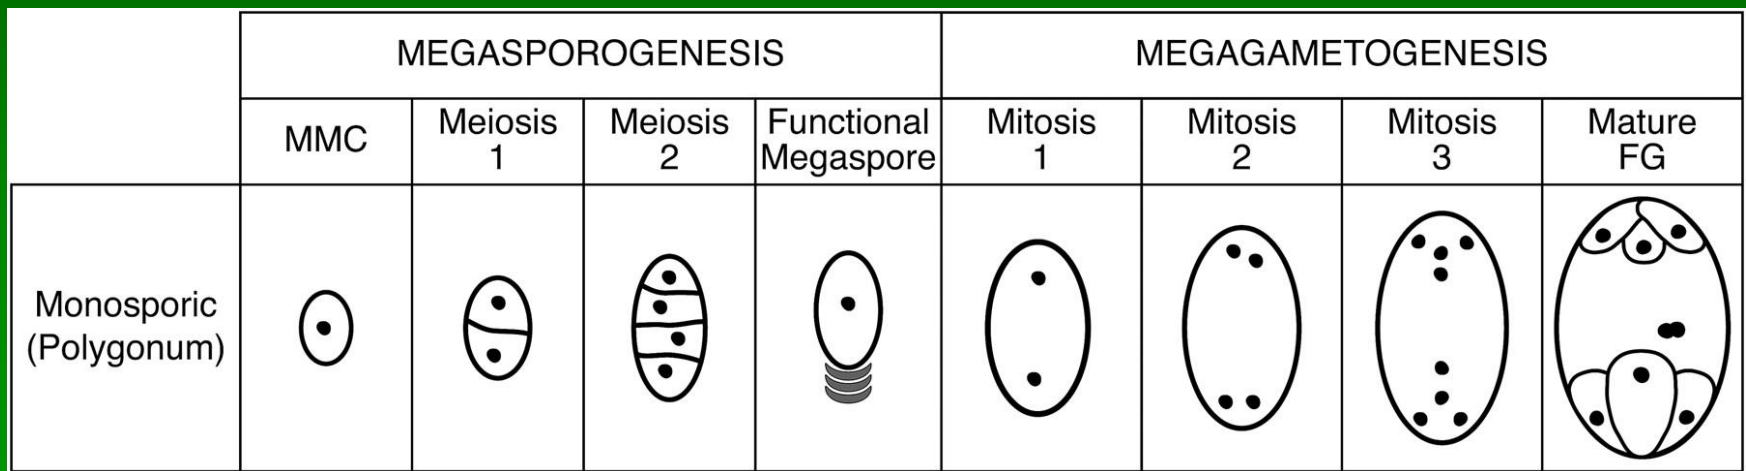 MEGASPOROGENESIS
MEGAGAMETOGENESIS
MMC
Meiosis
1
Meiosis
2
Functional
Megaspore
Mitosis
1
Mitosis
2
Mitosis
3
Mature
FG
Monosporic
(Polygonum)